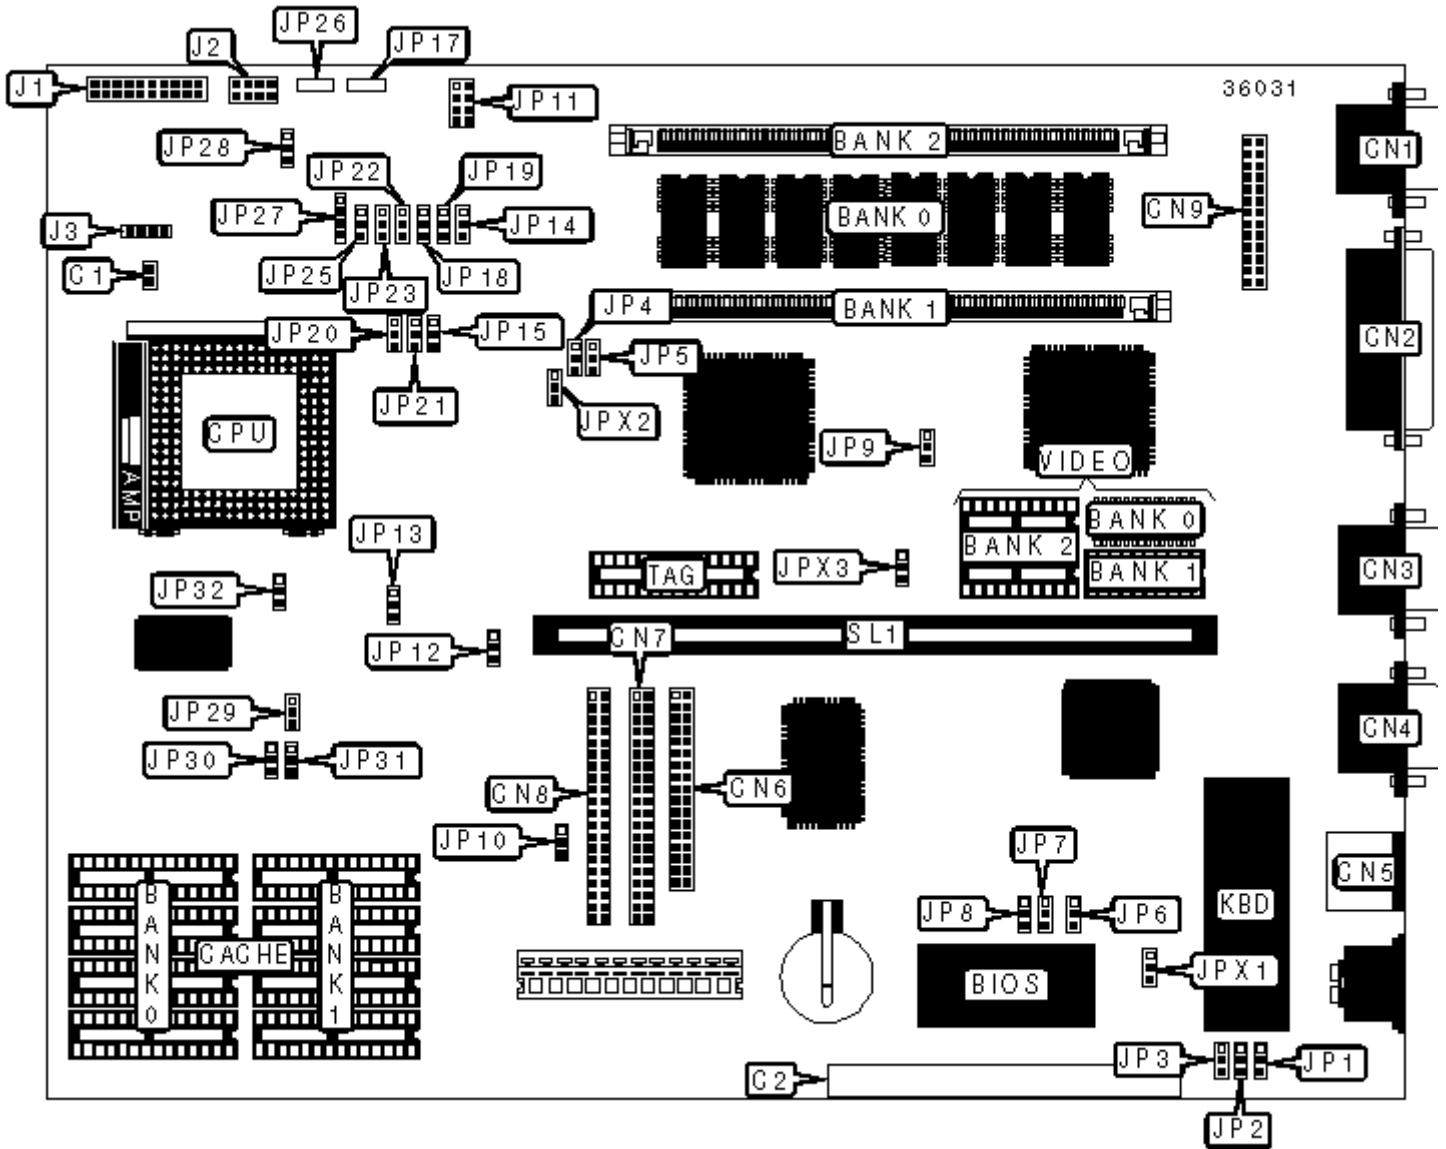 JP26
J2
JP17
J1
36031
JP11
BANK 2
CN1
JP28
JP22
JP19
CN9
JP27
BANK 0
JP14
J3
C1
JP25
JP18
JP23
JP4
BANK 1
CN2
JP20
JP15
JP5
JP21
JPX2
CPU
JP9
VIDEO
AMP
BANK 0
JP13
BANK 2
TAG
JPX3
BANK 1
CN3
JP32
CN7
SL1
JP12
JP29
CN4
JP30
JP31
CN8
CN6
JP10
JP7
CN5
BANK 0
BANK 1
JP8
JP6
KBD
CACHE
BIOS
JPX1
JP3
JP1
C2
JP2